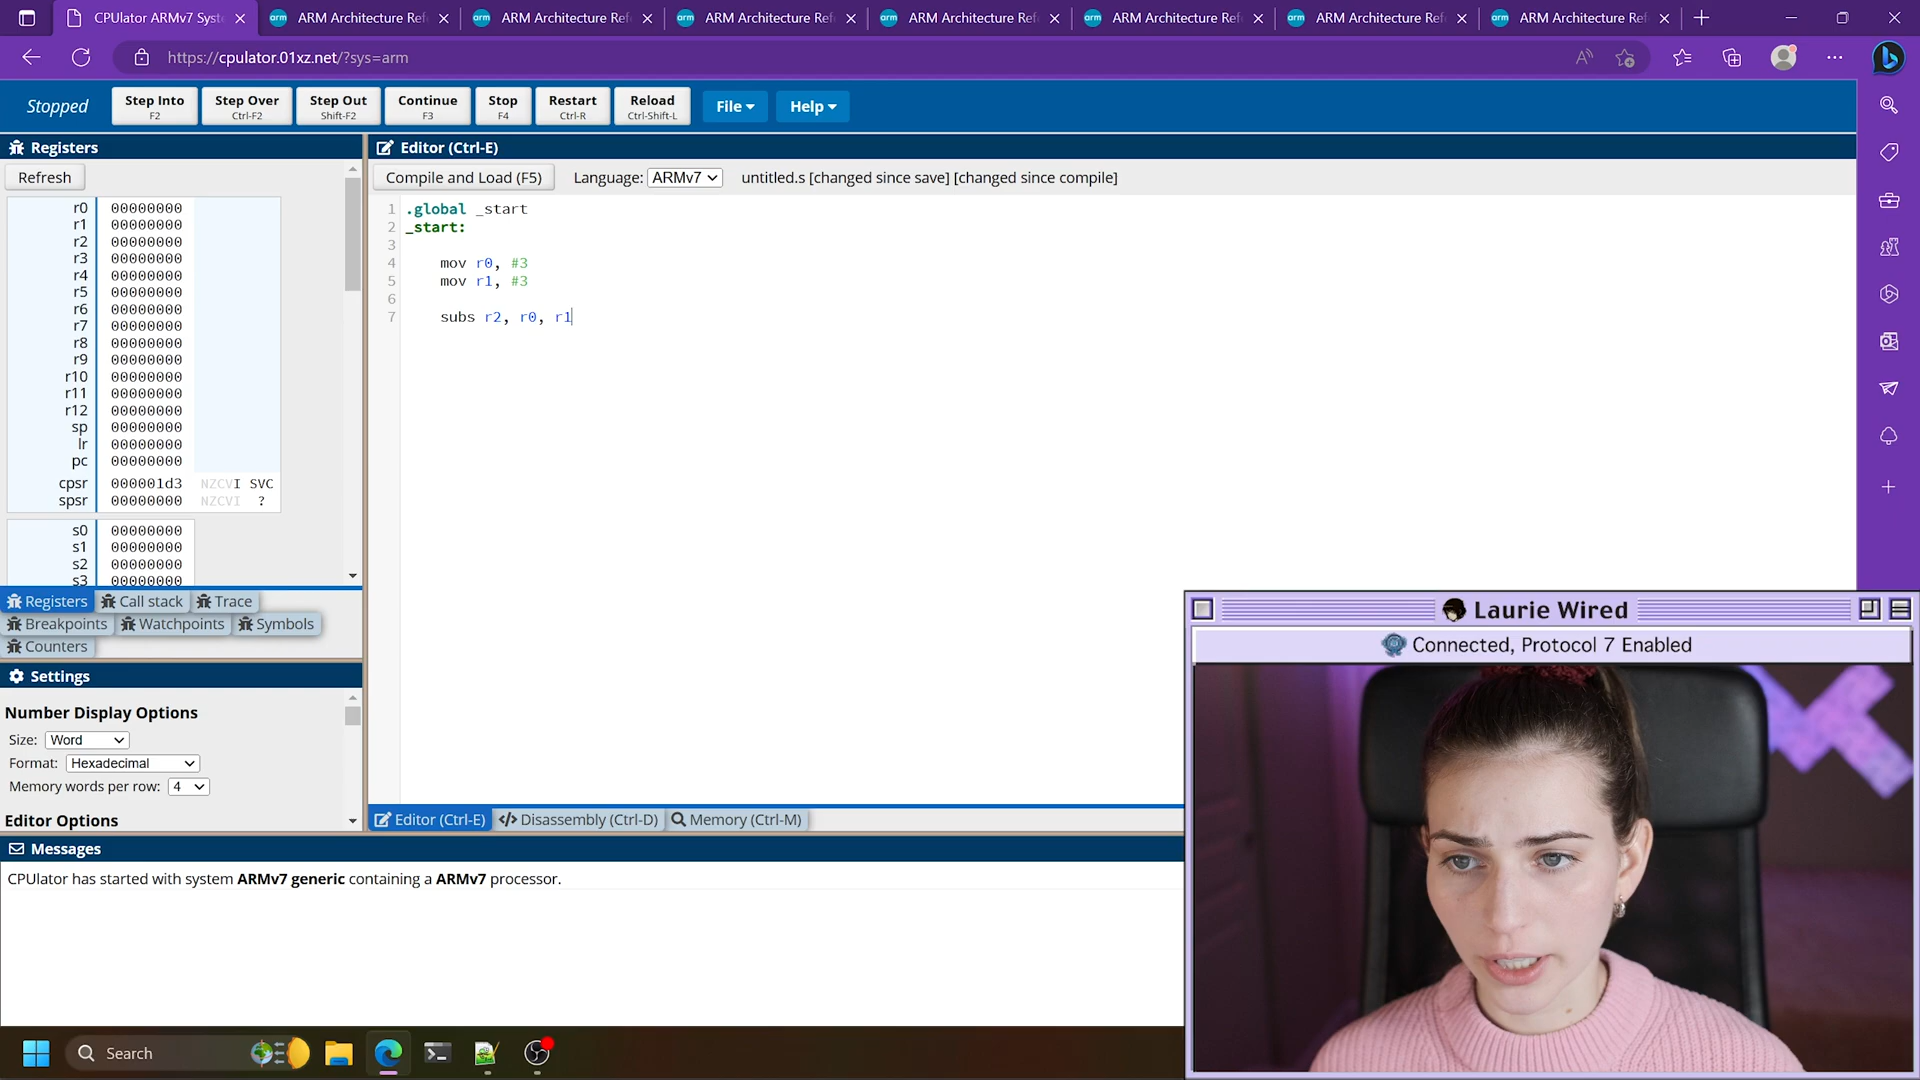 CPUlator ARMv7 Syst
ARM Architecture Ref
ARM Architecture Ref
ARM Architecture Ref
ARM Architecture Ref
ARM Architecture Ref
ARM Architecture Ref
ARM Architecture Ref
https://cpulator.01xz.net/?sys=arm
Stopped
Step Into
F2
Step Over
Ctrl-F2
Step Out
Shift-F2
Continue
F3
Stop
F4
Restart
Ctrl-R
Reload
Ctrl-Shift-L
File
Help
Registers
Refresh
r0 00000000
r1 00000000
r2 00000000
r3 00000000
r4 00000000
r5 00000000
r6 00000000
r7 00000000
r8 00000000
r9 00000000
r10 00000000
r11 00000000
r12 00000000
sp 00000000
lr 00000000
pc 00000000
cpsr 000001d3 NZCVI SVC
spsr 00000000 NZCVI ?
s0 00000000
s1 00000000
s2 00000000
s3 00000000
Registers Call stack Trace
Breakpoints Watchpoints Symbols
Counters
Settings
Number Display Options
Size: Word
Format: Hexadecimal
Memory words per row: 4
Editor Options
Editor (Ctrl-E)
Compile and Load (F5) Language: ARMv7 untitled.s [changed since save] [changed since compile]
1 .global _start
2 _start:
3
4 mov r0, #3
5 mov r1, #3
6
7 subs r2, r0, r1
Editor (Ctrl-E) Disassembly (Ctrl-D) Memory (Ctrl-M)
Messages
CPUlator has started with system ARMv7 generic containing a ARMv7 processor.
Laurie Wired
Connected, Protocol 7 Enabled
Search